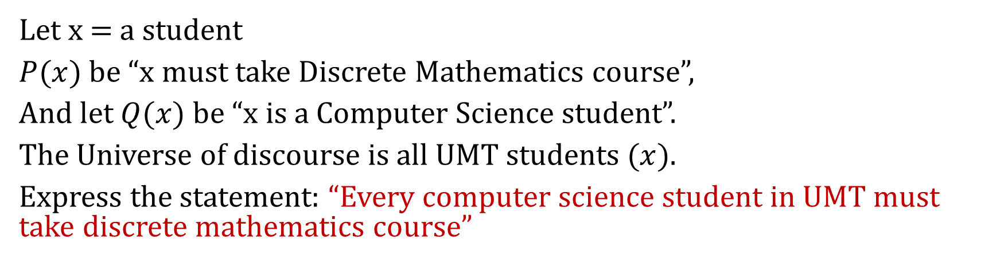 Let x = a student
P(x) be “x must take Discrete Mathematics course”,
And let Q(x) be “x is a Computer Science student”.
The Universe of discourse is all UMT students (x).
Express the statement: “Every computer science student in UMT must
take discrete mathematics course”